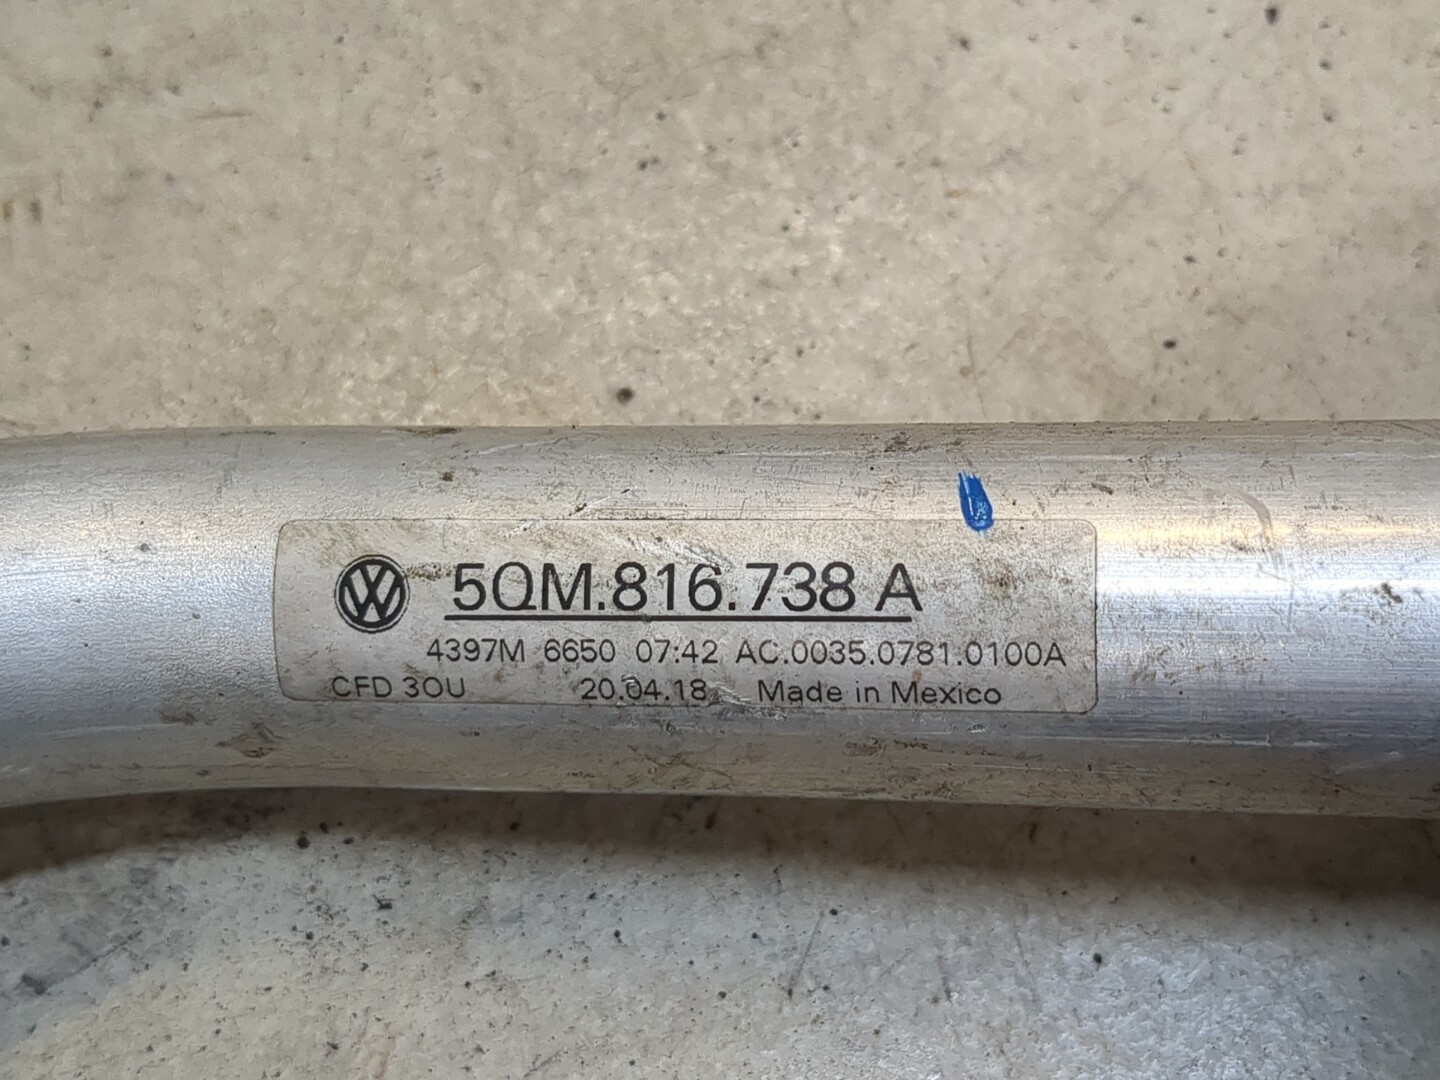 5QM.816.738 A
4397M 6650 07:42 AC.0035.0781.0100A
CFD 3OU 20.04.18 Made in Mexico